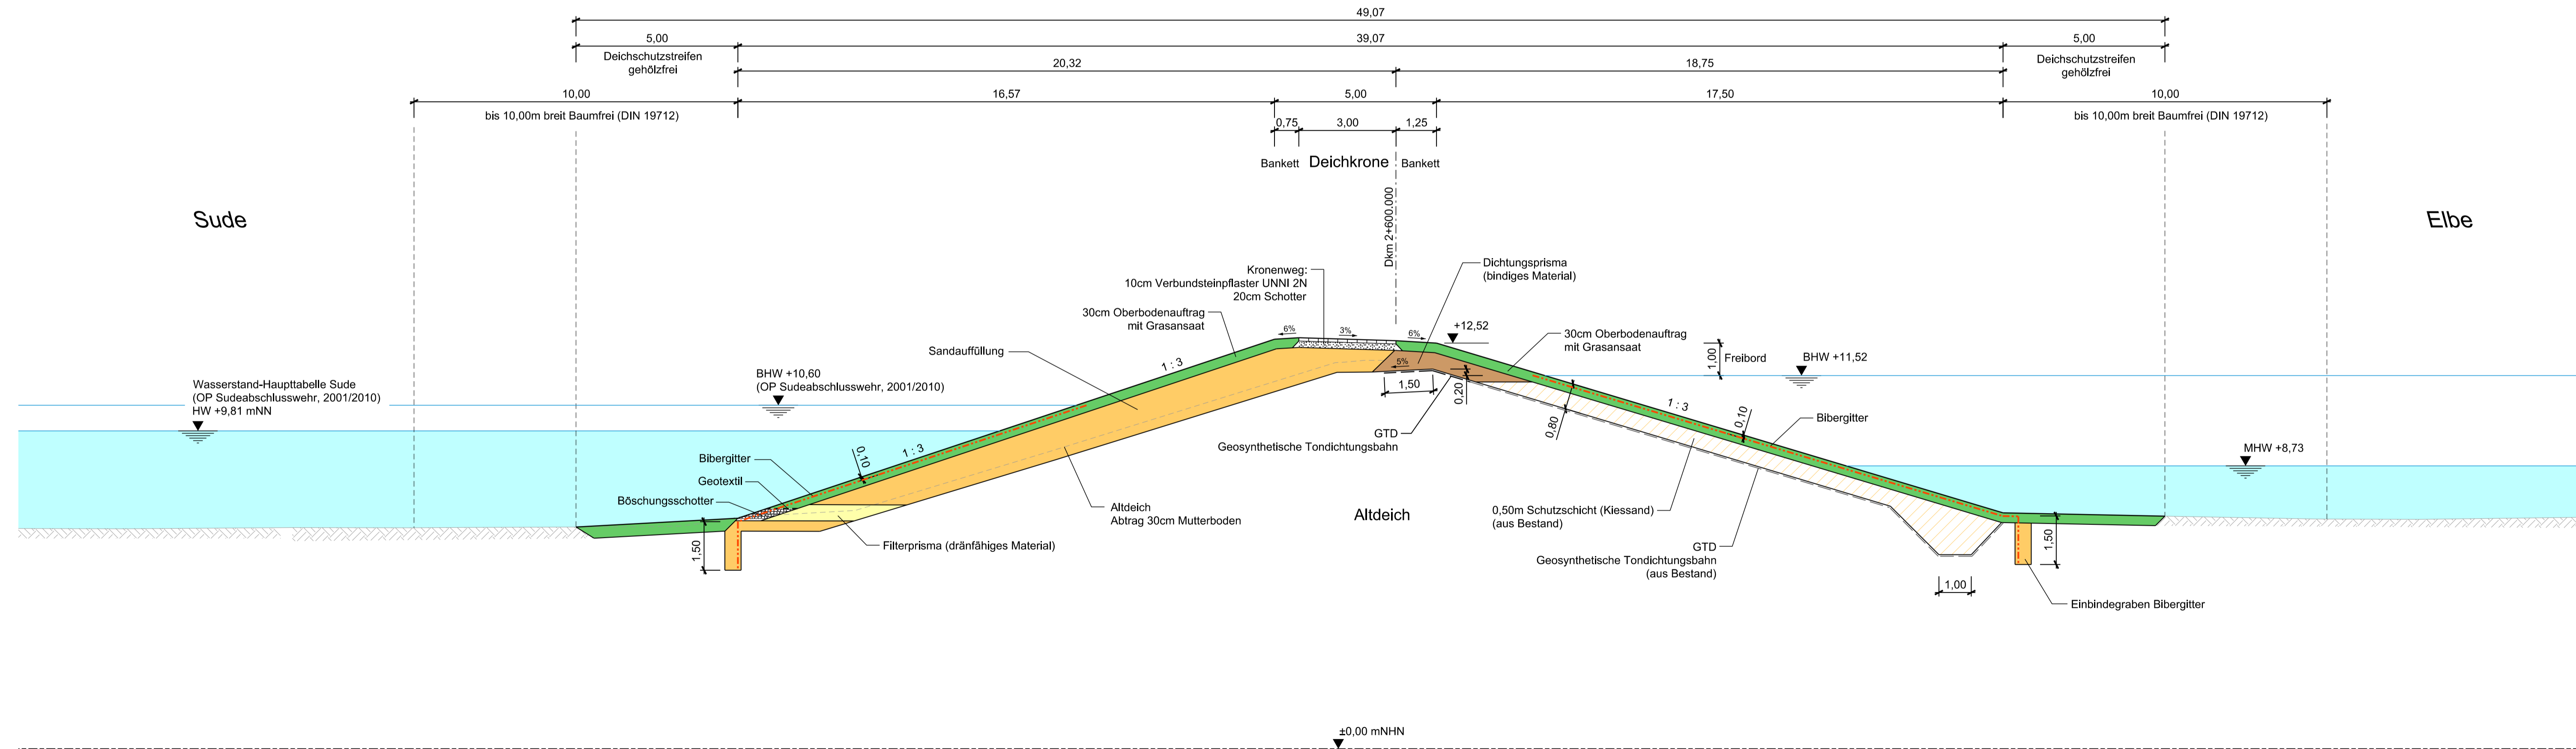 49,07
5,00
39,07
5,00
Deichschutzstreifen
gehölzfrei
Deichschutzstreifen
gehölzfrei
20,32
18,75
10,00
16,57
5,00
17,50
10,00
bis 10,00m breit Baumfrei (DIN 19712)
bis 10,00m breit Baumfrei (DIN 19712)
0,75
3,00
1,25
Bankett
Deichkrone
Bankett
Sude
Elbe
Dkm 2+600.000
Dichtungsprisma
(bindiges Material)
Kronenweg:
10cm Verbundsteinpflaster UNNI 2N
20cm Schotter
30cm Oberbodenauftrag
mit Grasansaat
6%
3%
6%
+12,52
30cm Oberbodenauftrag
mit Grasansaat
Sandauffüllung
1 : 3
5%
1,00
Freibord
BHW +11,52
BHW +10,60
(OP Sudeabschlusswehr, 2001/2010)
Wasserstand-Haupttabelle Sude
(OP Sudeabschlusswehr, 2001/2010)
HW +9,81 mNN
1,50
0,20
0,80
1 : 3
0,10
Bibergitter
GTD
Geosynthetische Tondichtungsbahn
MHW +8,73
1 : 3
0,10
Bibergitter
Geotextil
Böschungsschotter
Altdeich
Abtrag 30cm Mutterboden
Altdeich
0,50m Schutzschicht (Kiessand)
(aus Bestand)
1,50
Filterprisma (dränfähiges Material)
GTD
Geosynthetische Tondichtungsbahn
(aus Bestand)
1,50
1,00
Einbindegraben Bibergitter
±0,00 mNHN